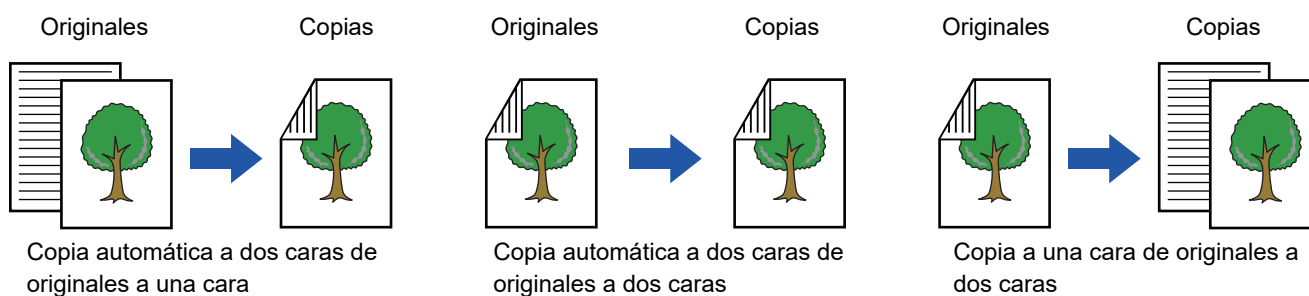 Originales
Copias
Originales
Copias
Originales
Copias
Copia automática a dos caras de
originales a una cara
Copia automática a dos caras de
originales a dos caras
Copia a una cara de originales a
dos caras